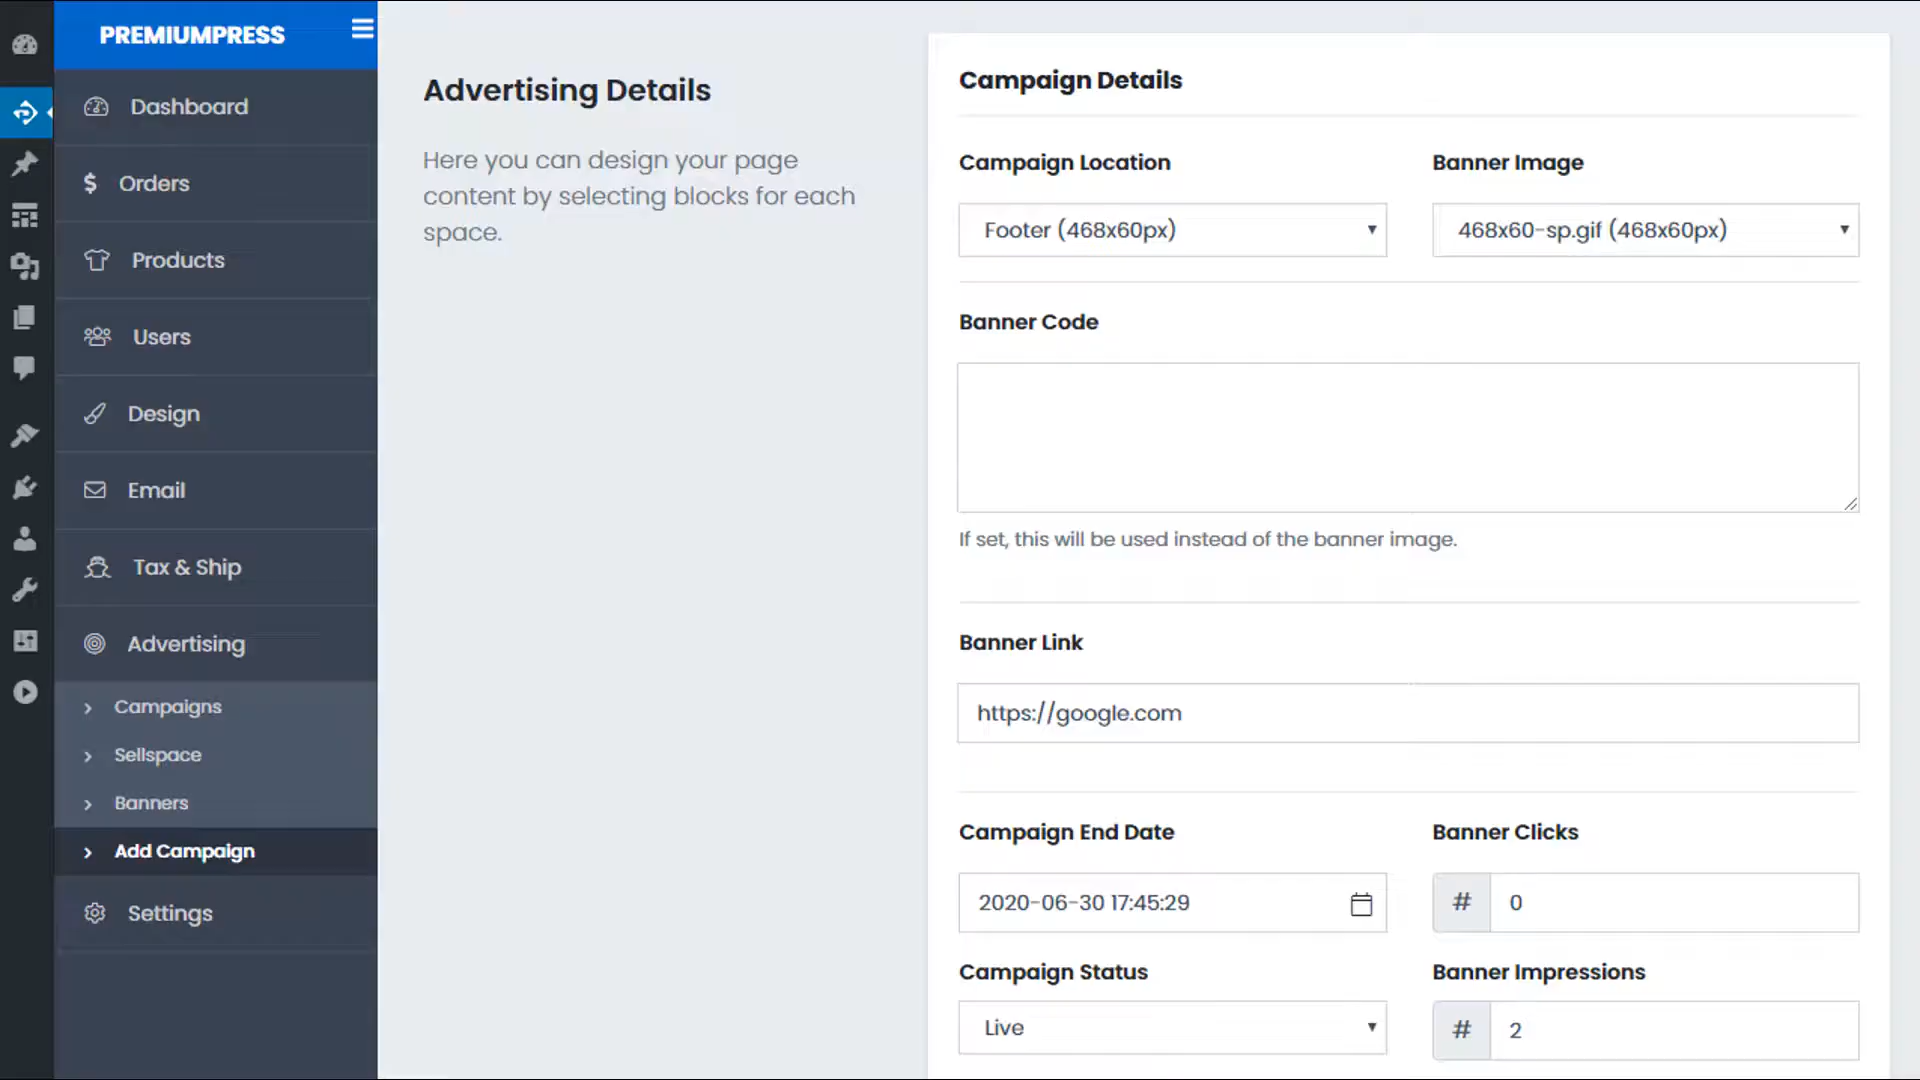 PREMIUMPRESS
Dashboard
$ Orders
Products
Users
Design
Email
Tax & Ship
Advertising
Campaigns
Sellspace
Banners
Add Campaign
Settings
Advertising Details
Here you can design your page
content by selecting blocks for each
space.
Campaign Details
Campaign Location
Banner Image
Footer (468x60px)
468x60-sp.gif (468x60px)
Banner Code
If set, this will be used instead of the banner image.
Banner Link
https://google.com
Campaign End Date
Banner Clicks
2020-06-30 17:45:29
# 0
Campaign Status
Banner Impressions
Live
# 2